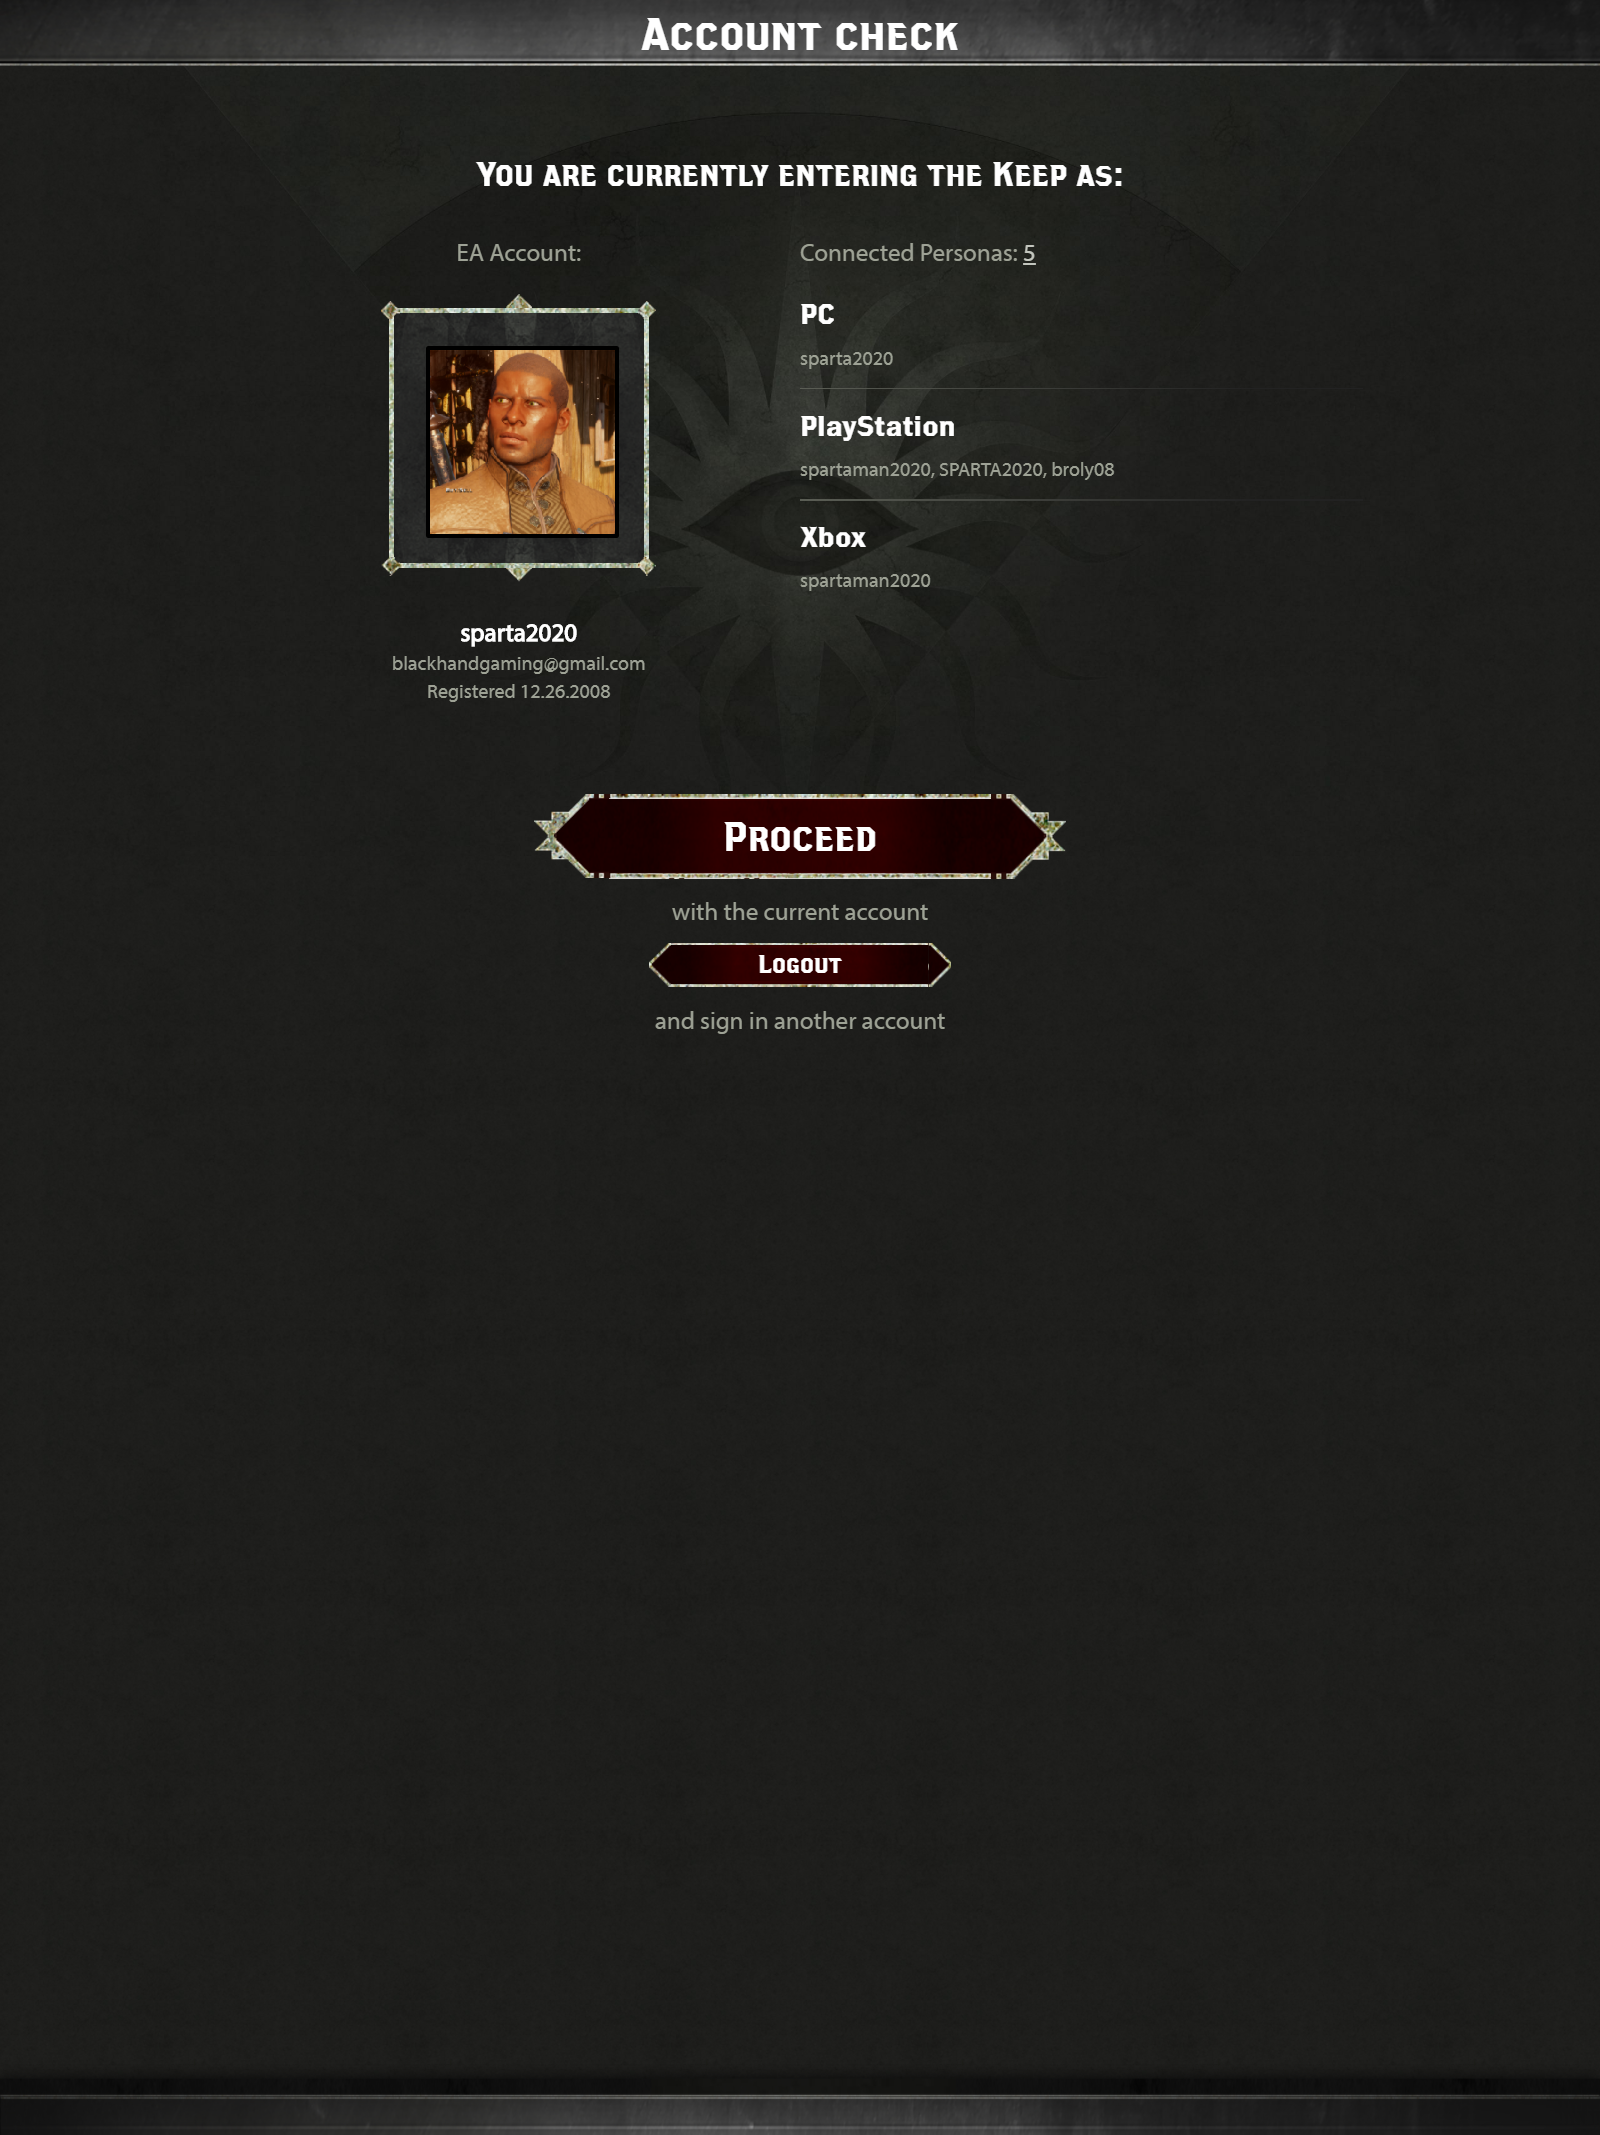 Account check
You are currently entering the Keep as:
EA Account:
Connected Personas: 5
PC
sparta2020
PlayStation
spartaman2020, SPARTA2020, broly08
Xbox
spartaman2020
sparta2020
blackhandgaming@gmail.com
Registered 12.26.2008
Proceed
with the current account
Logout
and sign in another account